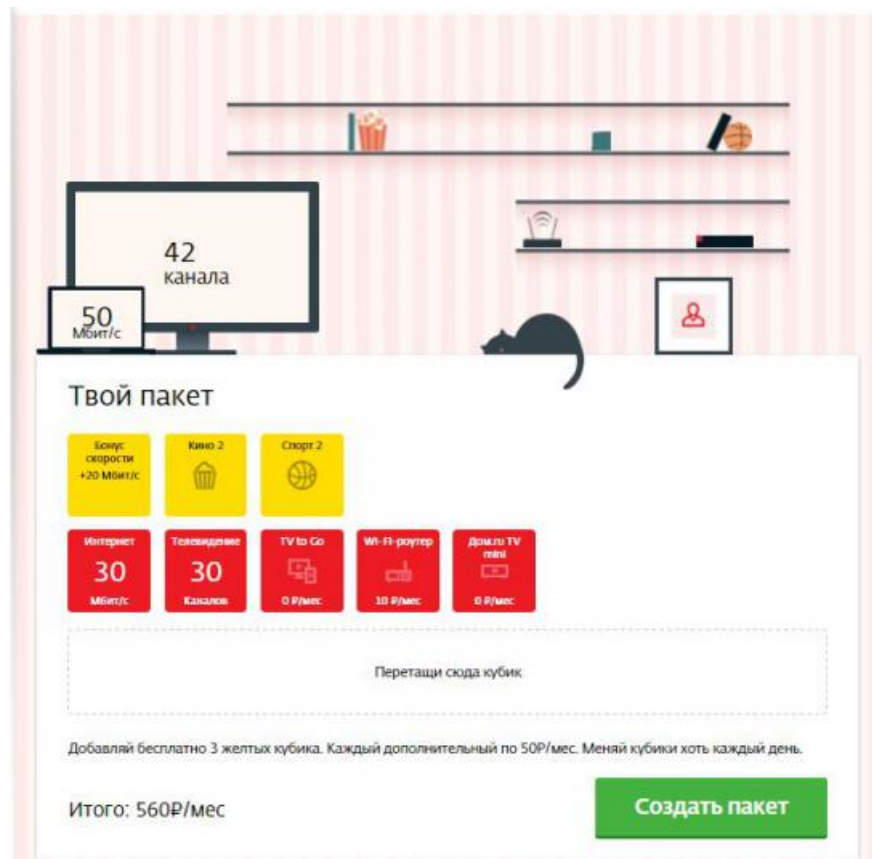 42
канала
50
Мбит/с
Твой пакет
Бонус
скорости
+20 Мбит/с
Кино 2
Спорт 2
Интернет
30
Мбит/с
Телевидение
30
Каналов
TV to Go
0 ₽/мес
Wi-Fi-роутер
10 ₽/мес
Дом.ru TV
mini
0 ₽/мес
Перетащи сюда кубик
Добавляй бесплатно 3 желтых кубика. Каждый дополнительный по 50₽/мес. Меняй кубики хоть каждый день.
Итого: 560₽/мес
Создать пакет